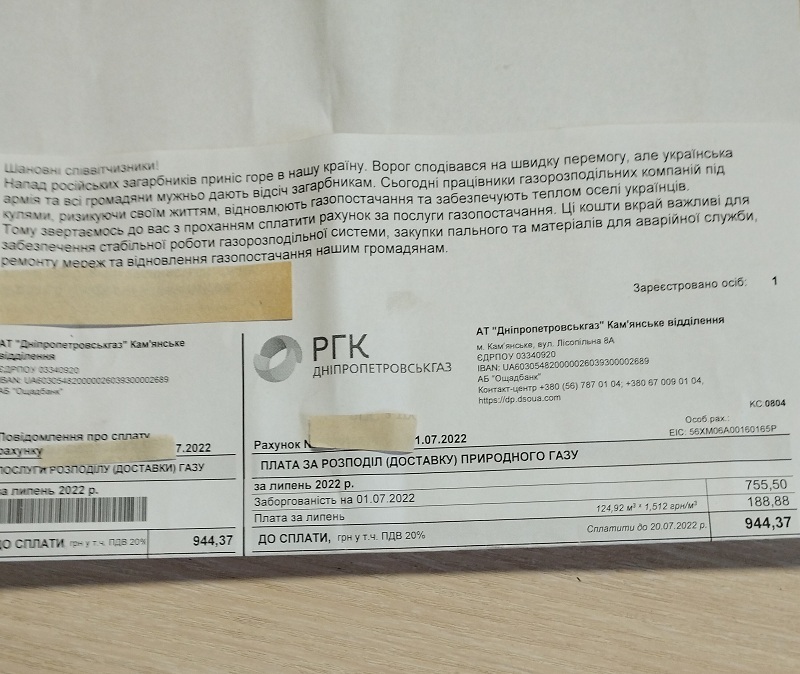 Шановні співвітчизники!
Напад російських загарбників приніс горе в нашу країну. Ворог сподівався на швидку перемогу, але українська
армія та всі громадяни мужньо дають відсіч загарбникам. Сьогодні працівники газорозподільних компаній під
кулями, ризикуючи своїм життям, відновлюють газопостачання та забезпечують теплом оселі українців.
Тому звертаємось до вас з проханням сплатити рахунок за послуги газопостачання. Ці кошти вкрай важливі для
забезпечення стабільної роботи газорозподільної системи, закупки пального та матеріалів для аварійної служби,
ремонту мереж та відновлення газопостачання нашим громадянам.
Зареєстровано осіб: 1
АТ "Дніпропетровськгаз" Кам'янське
відділення
ЄДРПОУ 03340920
IBAN: UA603054820000026039300002689
АБ "Ощадбанк"
Повідомлення про сплату
рахунку 7.2022
ПОСЛУГИ РОЗПОДІЛУ (ДОСТАВКИ) ГАЗУ
за липень 2022 р.
ДО СПЛАТИ, грн у т.ч. ПДВ 20% 944,37
РГК
ДНІПРОПЕТРОВСЬКГАЗ
АТ "Дніпропетровськгаз" Кам'янське відділення
м. Кам'янське, вул. Лісопільна 8А
ЄДРПОУ 03340920
IBAN: UA603054820000026039300002689
АБ "Ощадбанк"
Контакт-центр +380 (56) 787 01 04; +380 67 009 01 04,
https://dp.dsoua.com
КС:0804
Особ рах.:
EIC: 56XM06A00160165P
Рахунок N 1.07.2022
ПЛАТА ЗА РОЗПОДІЛ (ДОСТАВКУ) ПРИРОДНОГО ГАЗУ
за липень 2022 р.
Заборгованість на 01.07.2022 755,50
Плата за липень 124,92 м³ * 1,512 грн/м³ 188,88
ДО СПЛАТИ, грн у т.ч. ПДВ 20% Сплатити до 20.07.2022 р. 944,37